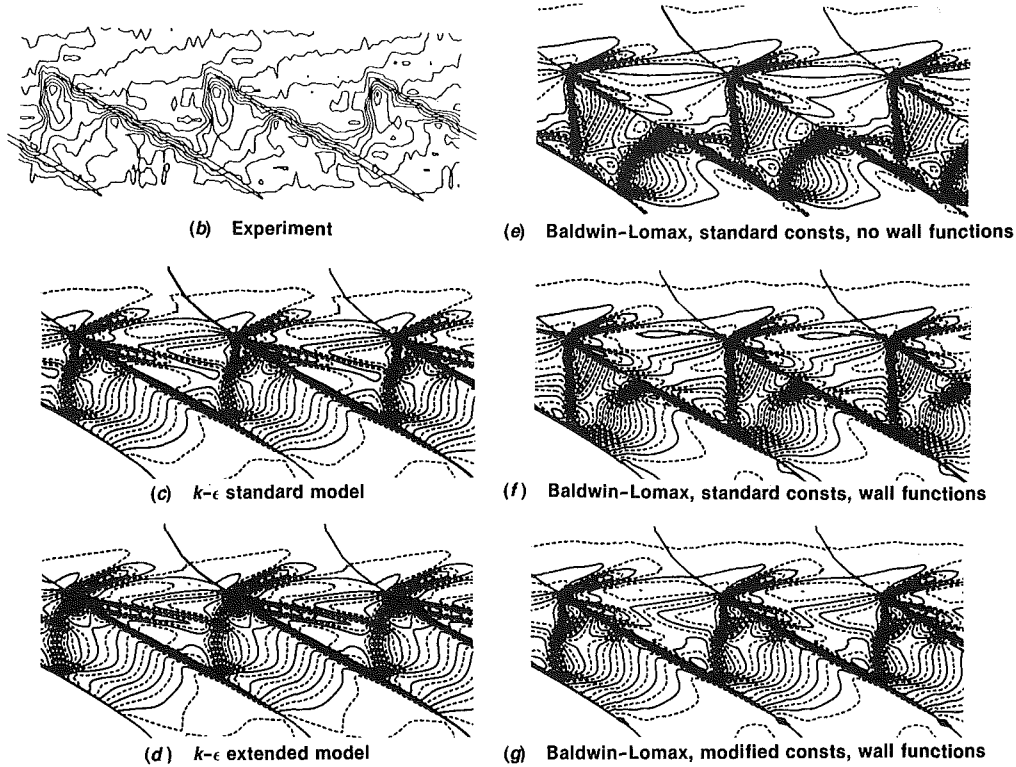 (b) Experiment
(c) k-ϵ standard model
(d) k-ϵ extended model
(e) Baldwin-Lomax, standard consts, no wall functions
(f) Baldwin-Lomax, standard consts, wall functions
(g) Baldwin-Lomax, modified consts, wall functions